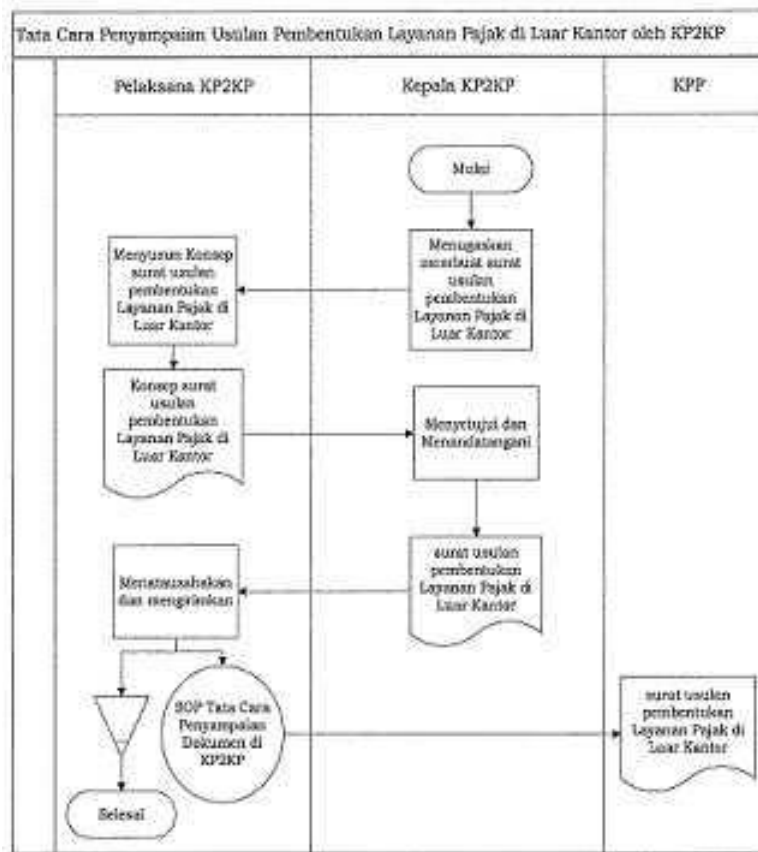 Tata Cara Penyampaian Usulan Pembentukan Layanan Pajak di Luar Kantor oleh KP2KP
Pelaksana KP2KP
Kepala KP2KP
KPP
Mulai
Menugaskan
membuat surat
usulan
pembentukan
Layanan Pajak di
Luar Kantor
Menyusun Konsep
surat usulan
pembentukan
Layanan Pajak di
Luar Kantor
Konsep surat
usulan
pembentukan
Layanan Pajak di
Luar Kantor
Menyetujui dan
Menandatangani
surat usulan
pembentukan
Layanan Pajak di
Luar Kantor
Menatausahakan
dan mengirimkan
SOP Tata Cara
Penyampaian
Dokumen di
KP2KP
surat usulan
pembentukan
Layanan Pajak di
Luar Kantor
Selesai